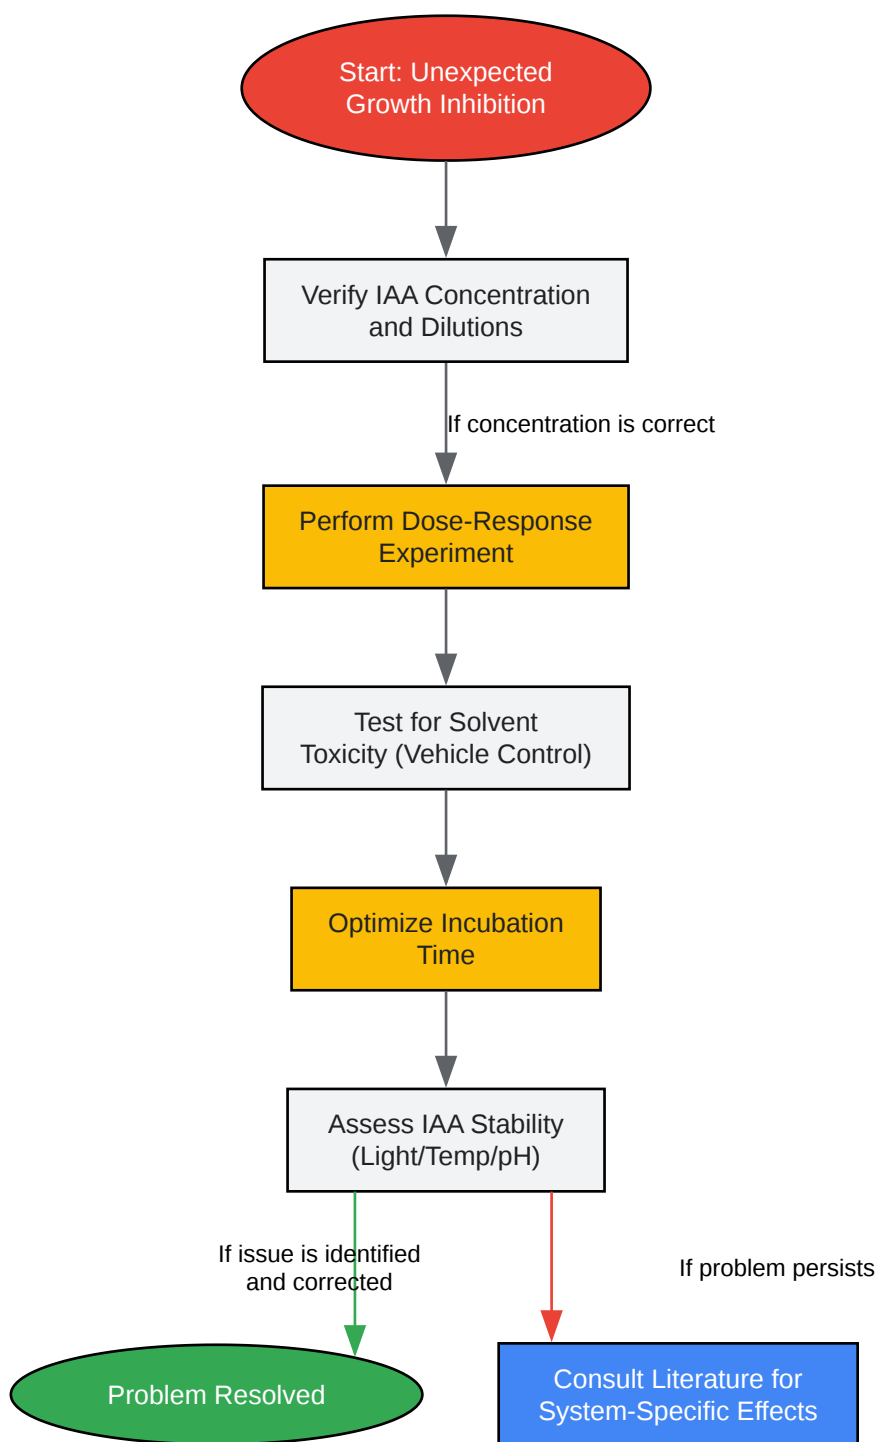 Start: Unexpected
Growth Inhibition
Verify IAA Concentration
and Dilutions
If concentration is correct
Perform Dose-Response
Experiment
Test for Solvent
Toxicity (Vehicle Control)
Optimize Incubation
Time
Assess IAA Stability
(Light/Temp/pH)
If issue is identified
and corrected
If problem persists
Problem Resolved
Consult Literature for
System-Specific Effects